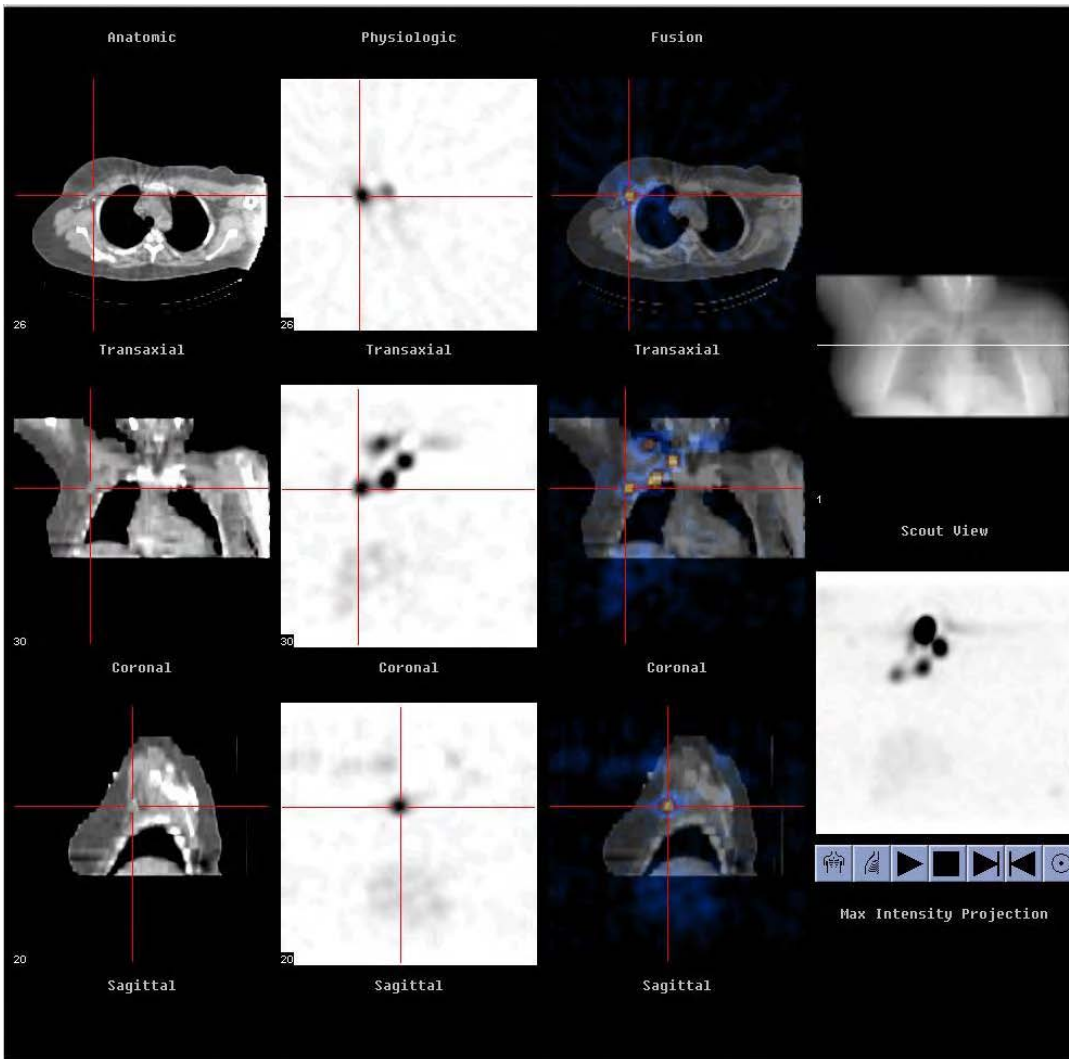 Anatomic Physiologic Fusion
26 26
Transaxial Transaxial Transaxial
30 30
1
Scout View
Coronal Coronal Coronal
Max Intensity Projection
20 20
Sagittal Sagittal Sagittal